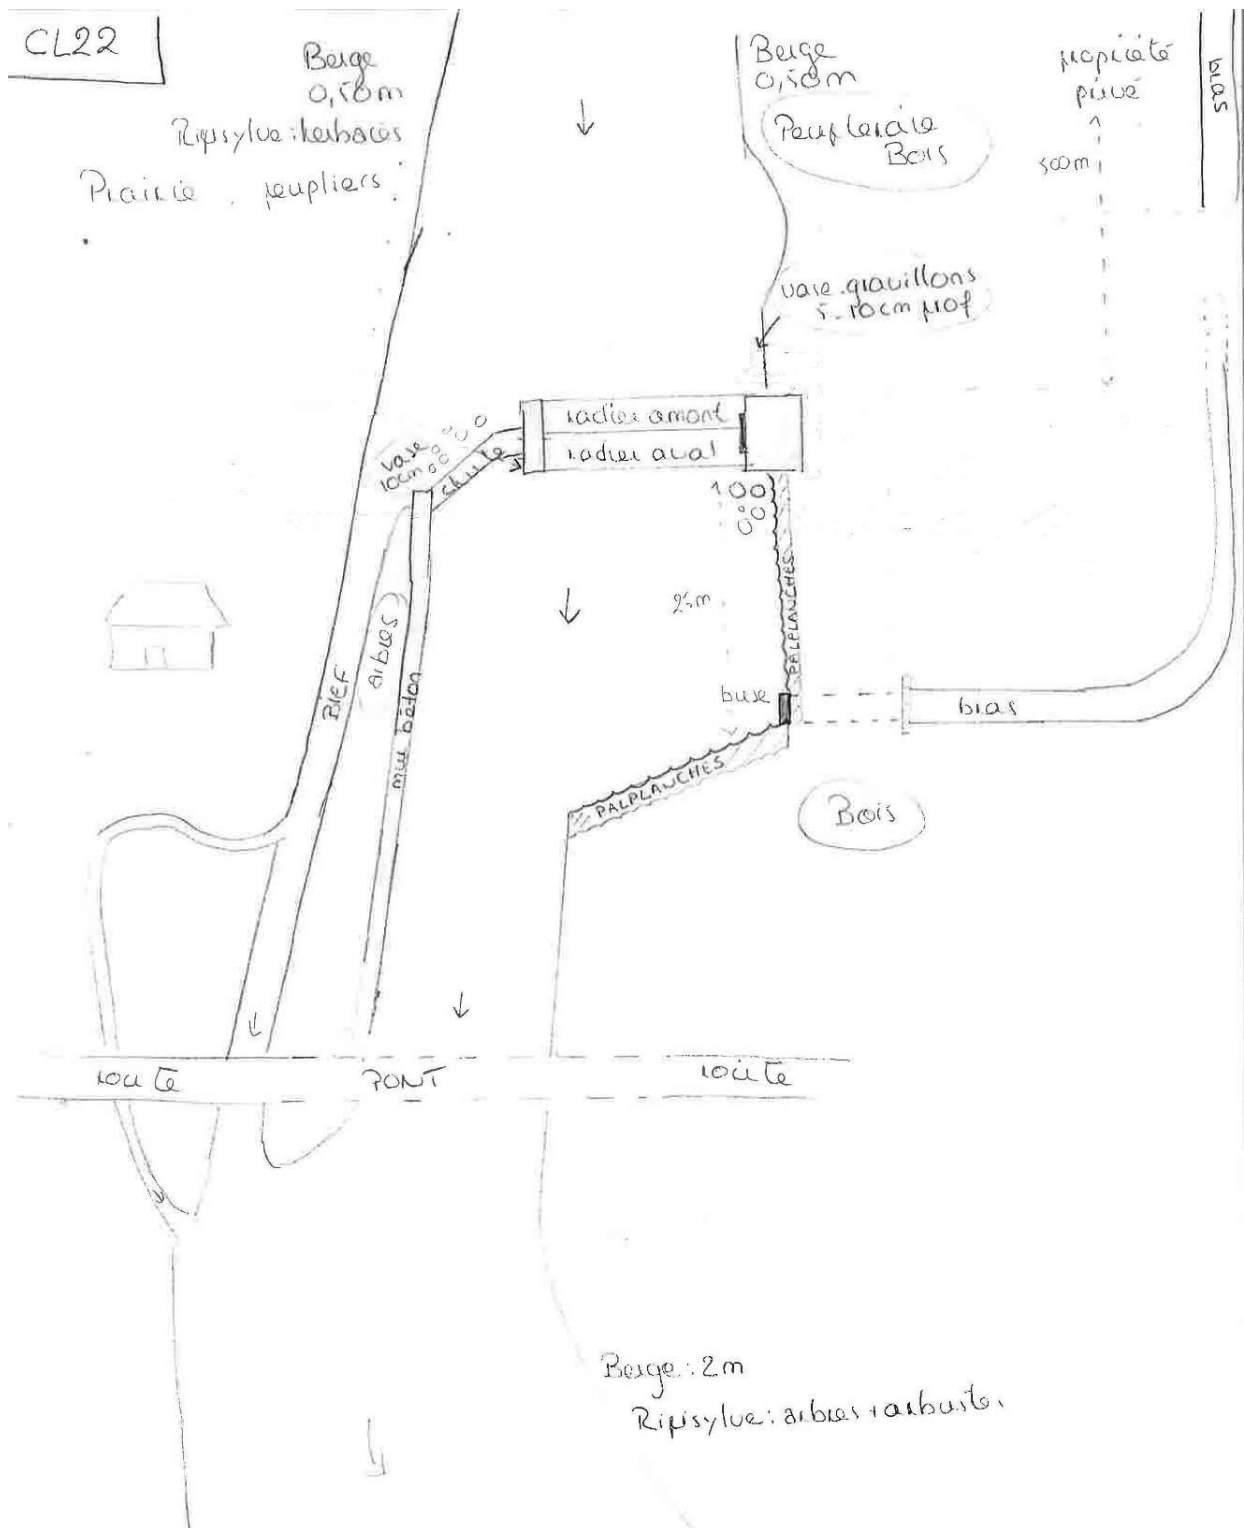 CL22
Berge
0,50m
Ripisylve : herbacés
Prairie . peupliers.
Berge
0,50m
Peupleraie
Bois
propriété
privé
500m
bras
vase.gravillons
5-10cm prof
radier amont
radier aval
vase
10cm
chute
100
PALPLANCHES
25m
arbres
BIEF
mur béton
buse
bras
PALPLANCHES
Bois
route
PONT
route
Berge : 2m
Ripisylve : arbres + arbustes